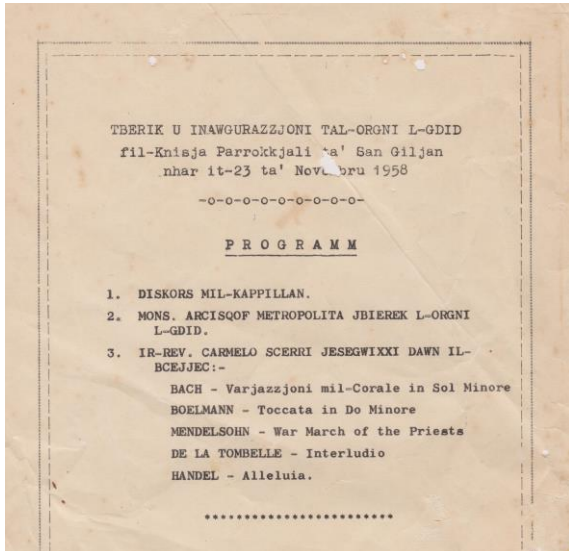 TBERIK U INAWGURAZZJONI TAL-ORGNI L-GDID
fil-Knisja Parrokkjali ta' San Giljan
nhar it-23 ta' Novembru 1958
-o-o-o-o-o-o-o-o-o-
PROGRAMM
1. DISKORS MIL-KAPPILLAN.
2. MONS. ARCISQOF METROPOLITA JBIEREK L-ORGNI
L-GDID.
3. IR-REV. CARMELO SCERRI JESEGWIXXI DAWN IL-
BCEJJEC:-
BACH - Varjazzjoni mil-Corale in Sol Minore
BOELMANN - Toccata in Do Minore
MENDELSOHN - War March of the Priests
DE LA TOMBELLE - Interludio
HANDEL - Alleluia.
************************